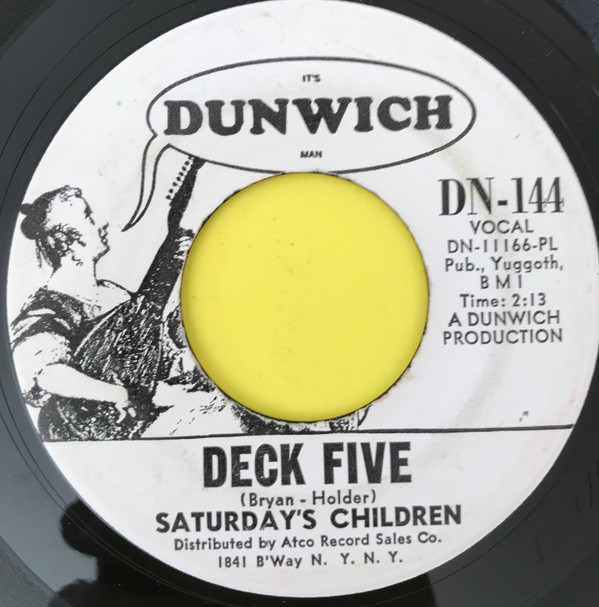 IT'S
DUNWICH
MAN
DN-144
VOCAL
DN-11166-PL
Pub., Yuggoth,
B M I
Time: 2:13
A DUNWICH
PRODUCTION
DECK FIVE
(Bryan - Holder)
SATURDAY'S CHILDREN
Distributed by Atco Record Sales Co.
1841 B'Way N. Y. N. Y.